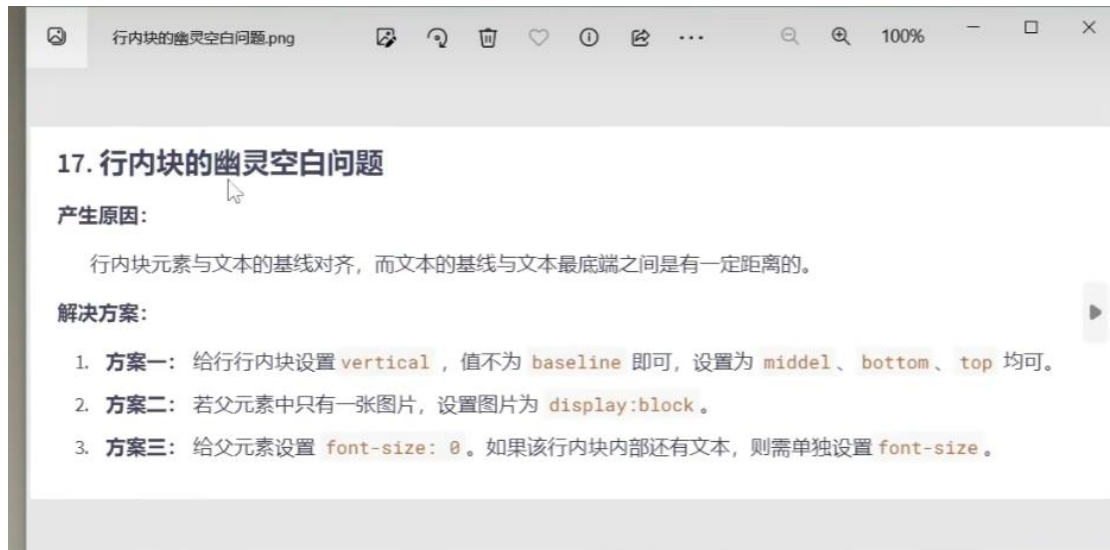 行内块的幽灵空白问题.png
100%
17. 行内块的幽灵空白问题
产生原因：
行内块元素与文本的基线对齐，而文本的基线与文本最底端之间是有一定距离的。
解决方案：
1. 方案一： 给行行内块设置 vertical ，值不为 baseline 即可，设置为 middel 、 bottom 、 top 均可。
2. 方案二： 若父元素中只有一张图片，设置图片为 display:block 。
3. 方案三： 给父元素设置 font-size: 0 。如果该行内块内部还有文本，则需单独设置 font-size 。